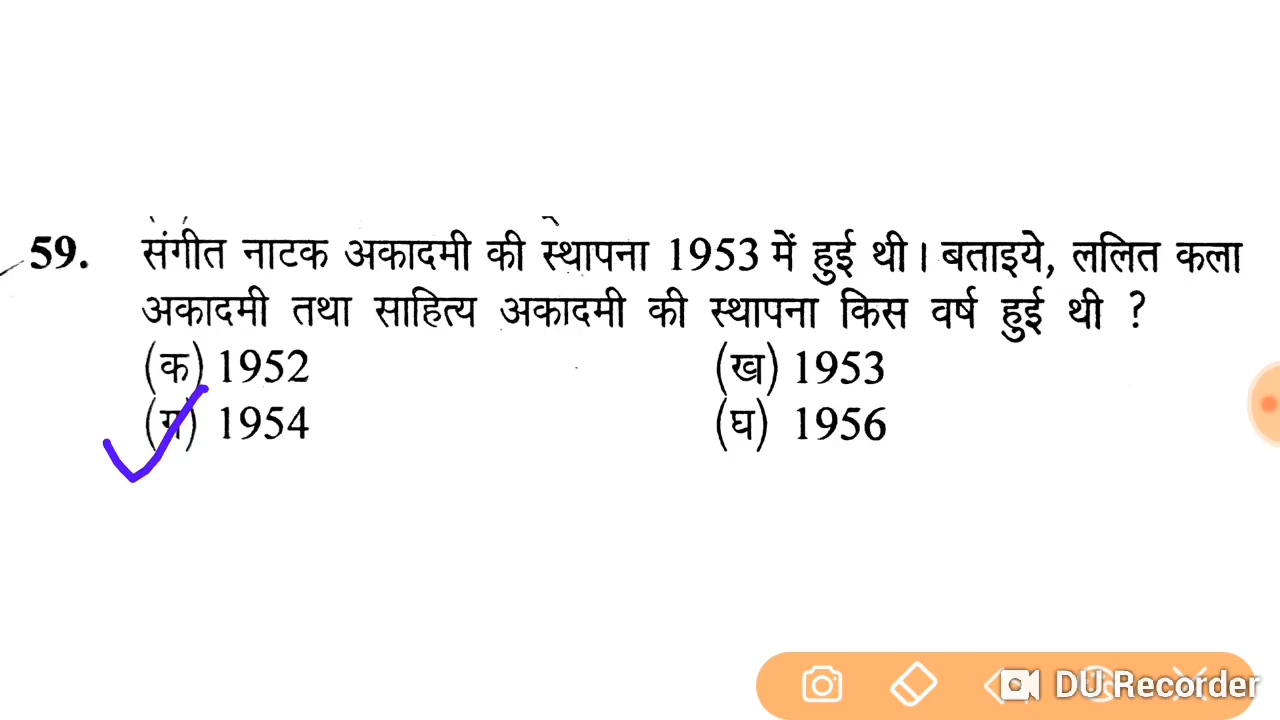 59. संगीत नाटक अकादमी की स्थापना 1953 में हुई थी। बताइये, ललित कला
अकादमी तथा साहित्य अकादमी की स्थापना किस वर्ष हुई थी ?
(क) 1952 (ख) 1953
(ग) 1954 (घ) 1956
DU Recorder